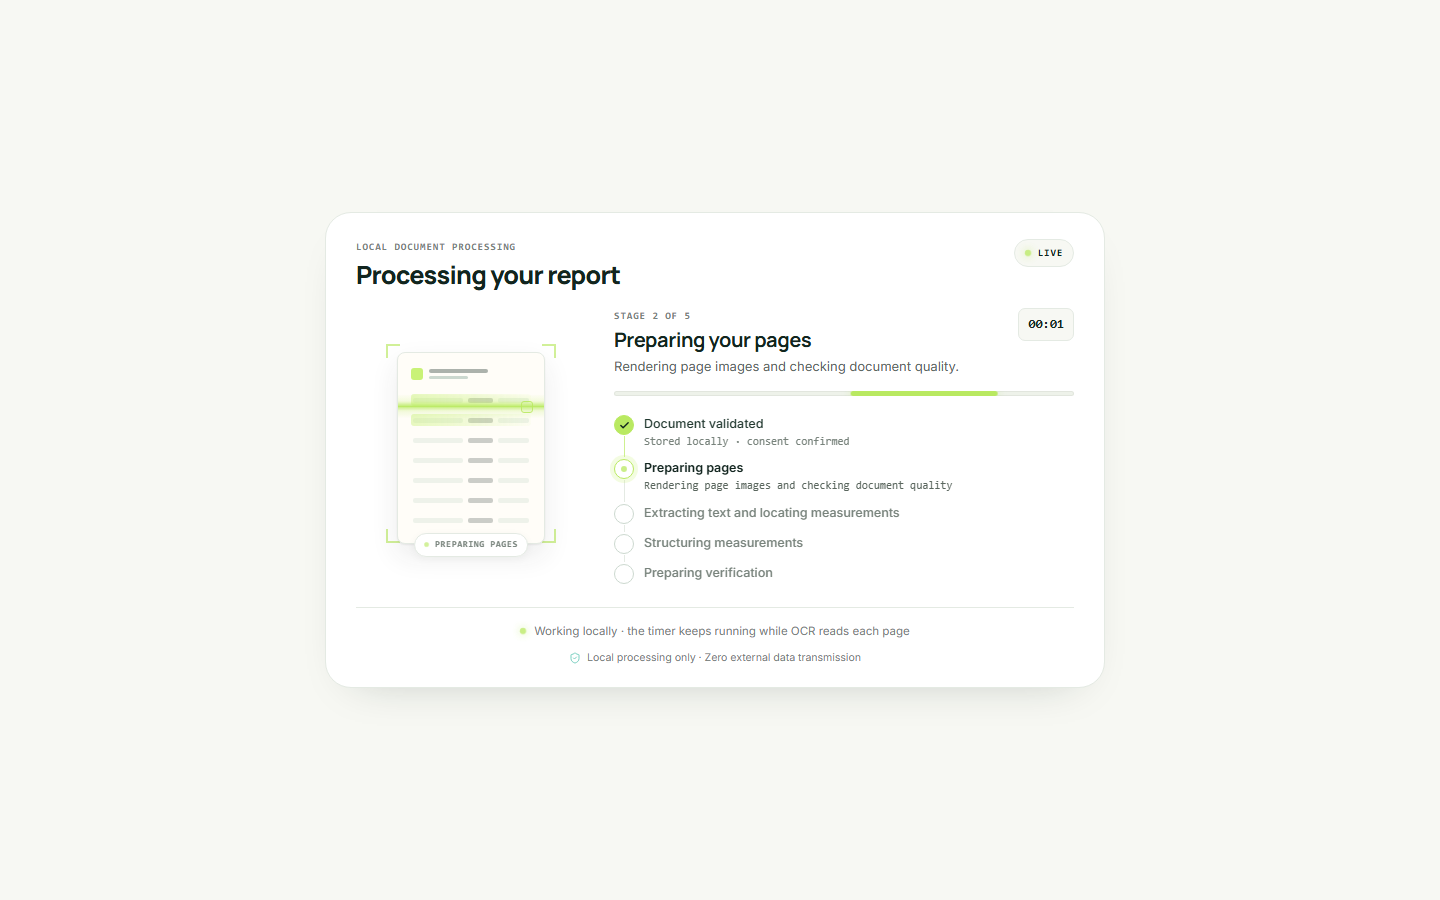 LOCAL DOCUMENT PROCESSING
Processing your report
LIVE
STAGE 2 OF 5
00:01
Preparing your pages
Rendering page images and checking document quality.
Document validated
Stored locally · consent confirmed
Preparing pages
Rendering page images and checking document quality
Extracting text and locating measurements
Structuring measurements
Preparing verification
PREPARING PAGES
Working locally · the timer keeps running while OCR reads each page
Local processing only · Zero external data transmission